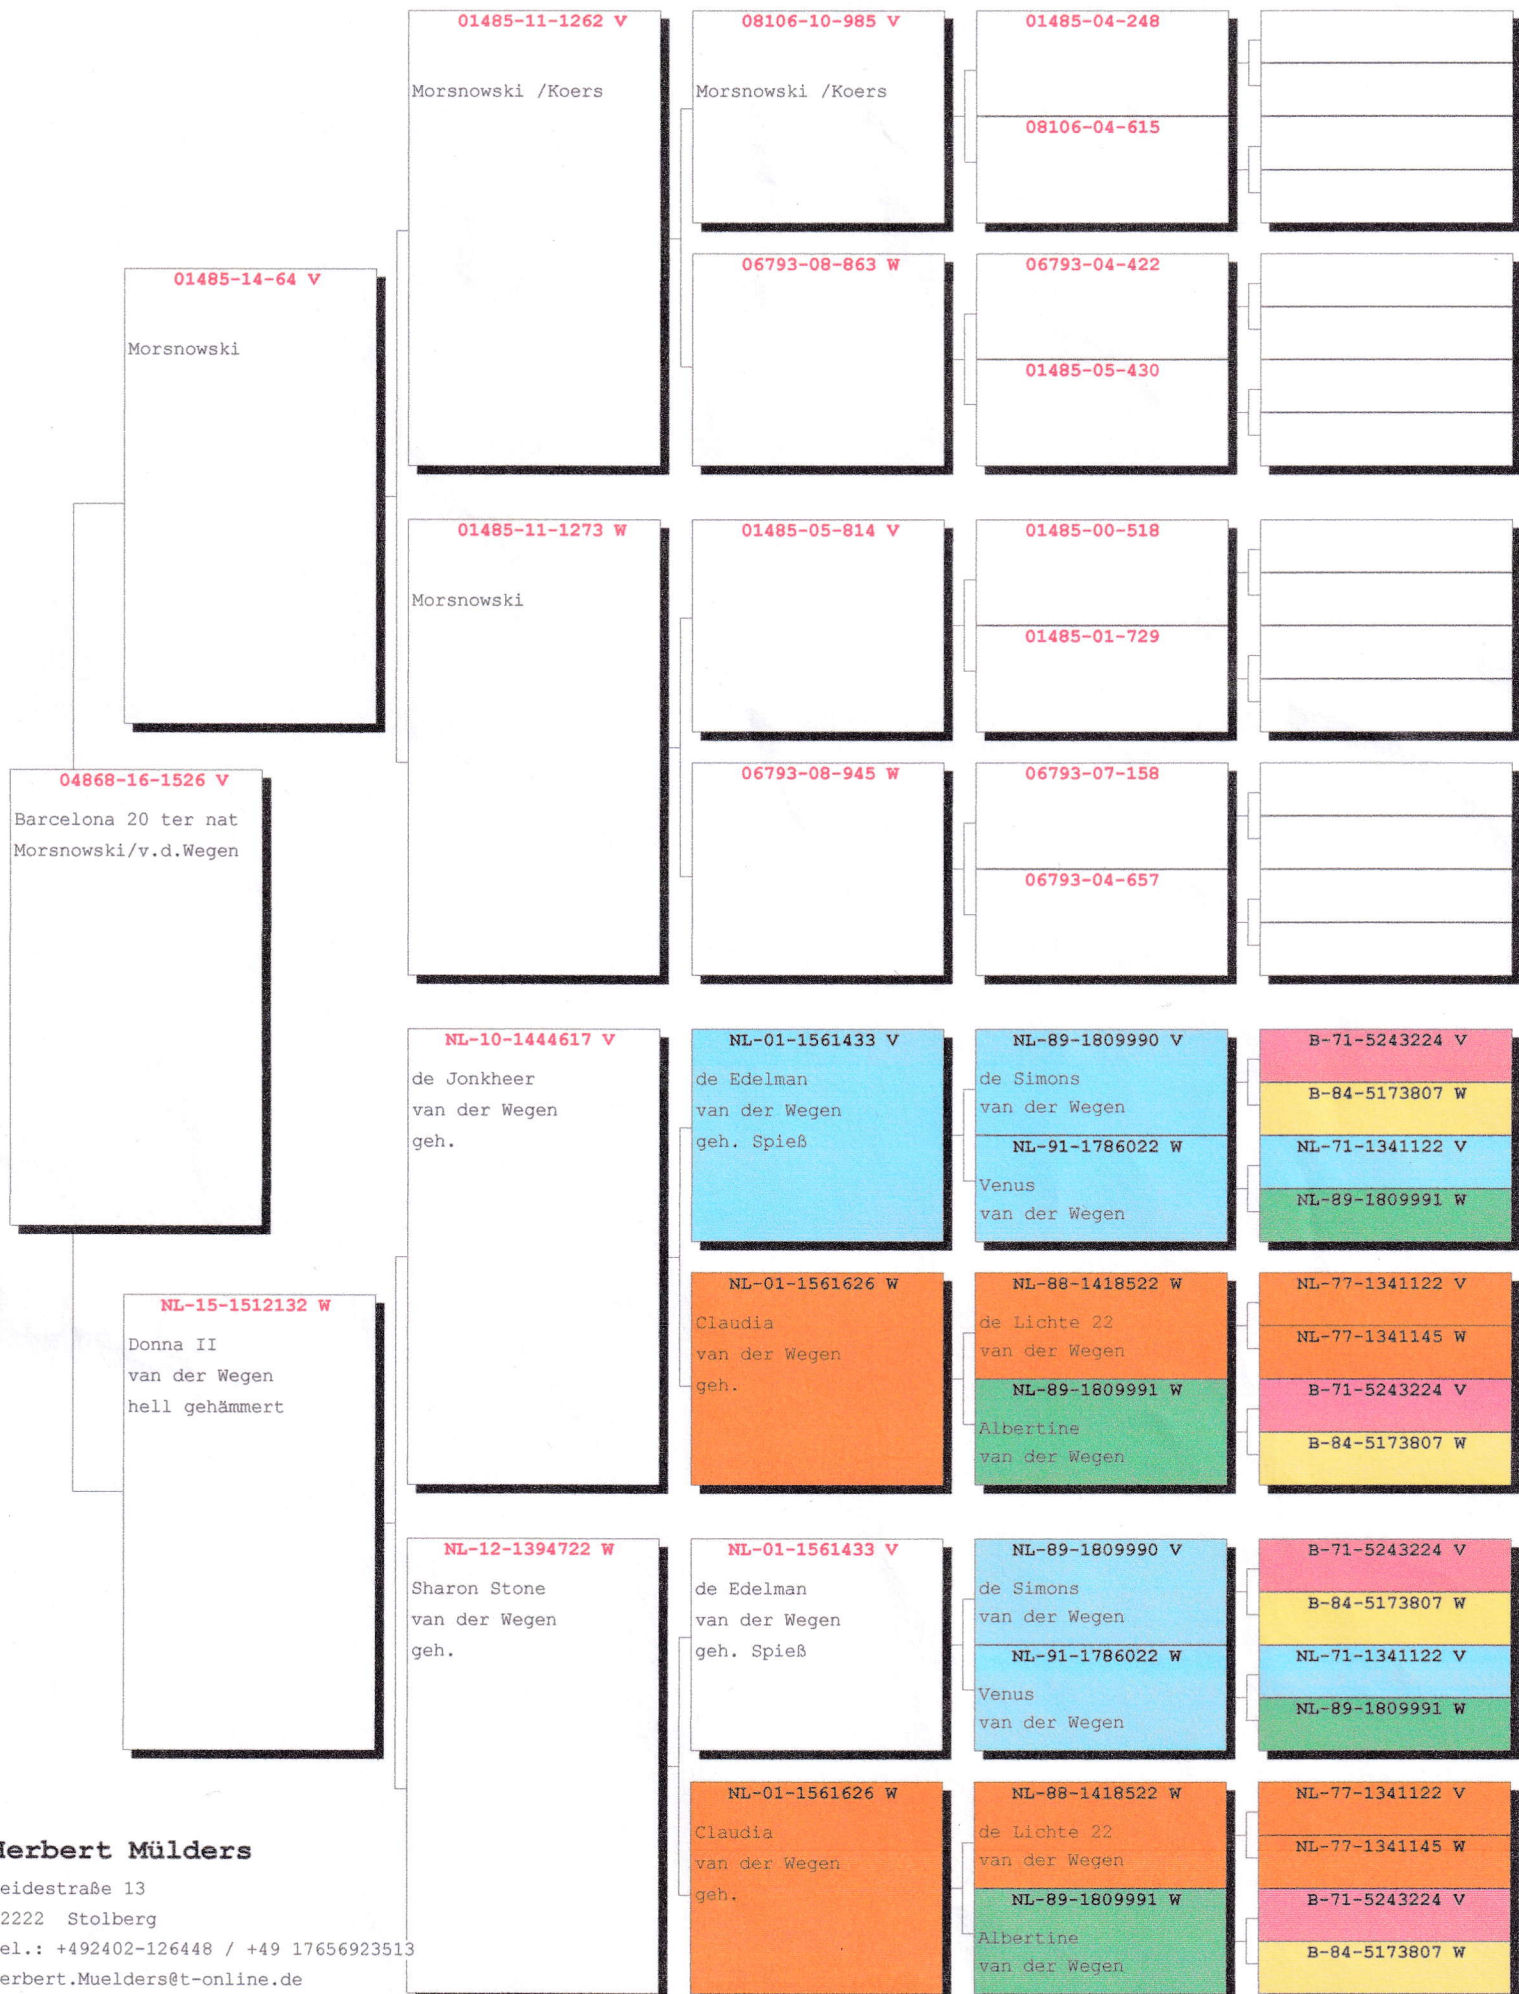 04868-16-1526 V
Barcelona 20 ter nat
Morsnowski/v.d.Wegen
01485-14-64 V
Morsnowski
NL-15-1512132 W
Donna II
van der Wegen
hell gehämmert
01485-11-1262 V
Morsnowski /Koers
01485-11-1273 W
Morsnowski
NL-10-1444617 V
de Jonkheer
van der Wegen
geh.
NL-12-1394722 W
Sharon Stone
van der Wegen
geh.
08106-10-985 V
Morsnowski /Koers
06793-08-863 W
01485-05-814 V
06793-08-945 W
NL-01-1561433 V
de Edelman
van der Wegen
geh. Spieß
NL-01-1561626 W
Claudia
van der Wegen
geh.
NL-01-1561433 V
de Edelman
van der Wegen
geh. Spieß
NL-01-1561626 W
Claudia
van der Wegen
geh.
01485-04-248
08106-04-615
06793-04-422
01485-05-430
01485-00-518
01485-01-729
06793-07-158
06793-04-657
NL-89-1809990 V
de Simons
van der Wegen
NL-91-1786022 W
Venus
van der Wegen
NL-88-1418522 W
de Lichte 22
van der Wegen
NL-89-1809991 W
Albertine
van der Wegen
NL-89-1809990 V
de Simons
van der Wegen
NL-91-1786022 W
Venus
van der Wegen
NL-88-1418522 W
de Lichte 22
van der Wegen
NL-89-1809991 W
Albertine
van der Wegen
B-71-5243224 V
B-84-5173807 W
NL-71-1341122 V
NL-89-1809991 W
NL-77-1341122 V
NL-77-1341145 W
B-71-5243224 V
B-84-5173807 W
B-71-5243224 V
B-84-5173807 W
NL-71-1341122 V
NL-89-1809991 W
NL-77-1341122 V
NL-77-1341145 W
B-71-5243224 V
B-84-5173807 W
Herbert Mülders
eidestraße 13
2222 Stolberg
el.: +492402-126448 / +49 17656923513
erbert.Muelders@t-online.de